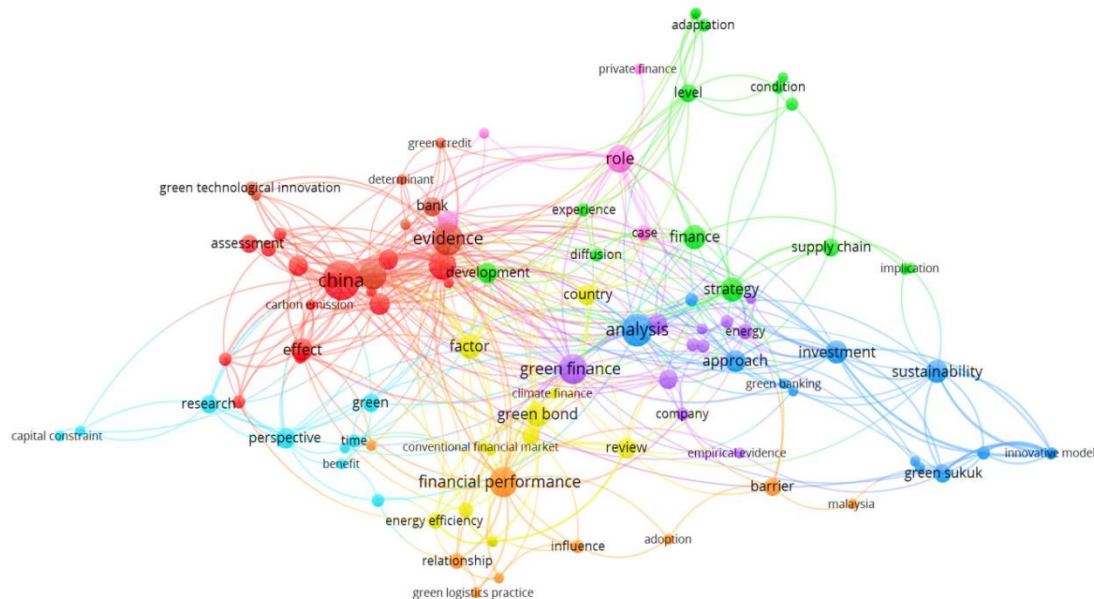 adaptation
private finance
level
condition
green credit
role
determinant
green technological innovation
bank
experience
evidence
case
finance
assessment
supply chain
diffusion
implication
development
china
country
strategy
carbon emission
analysis
energy
factor
effect
investment
approach
green finance
sustainability
green banking
climate finance
green
research
green bond
company
capital constraint
perspective
time
conventional financial market
review
empirical evidence
innovative model
benefit
green sukuk
financial performance
barrier
malaysia
energy efficiency
adoption
influence
relationship
green logistics practice